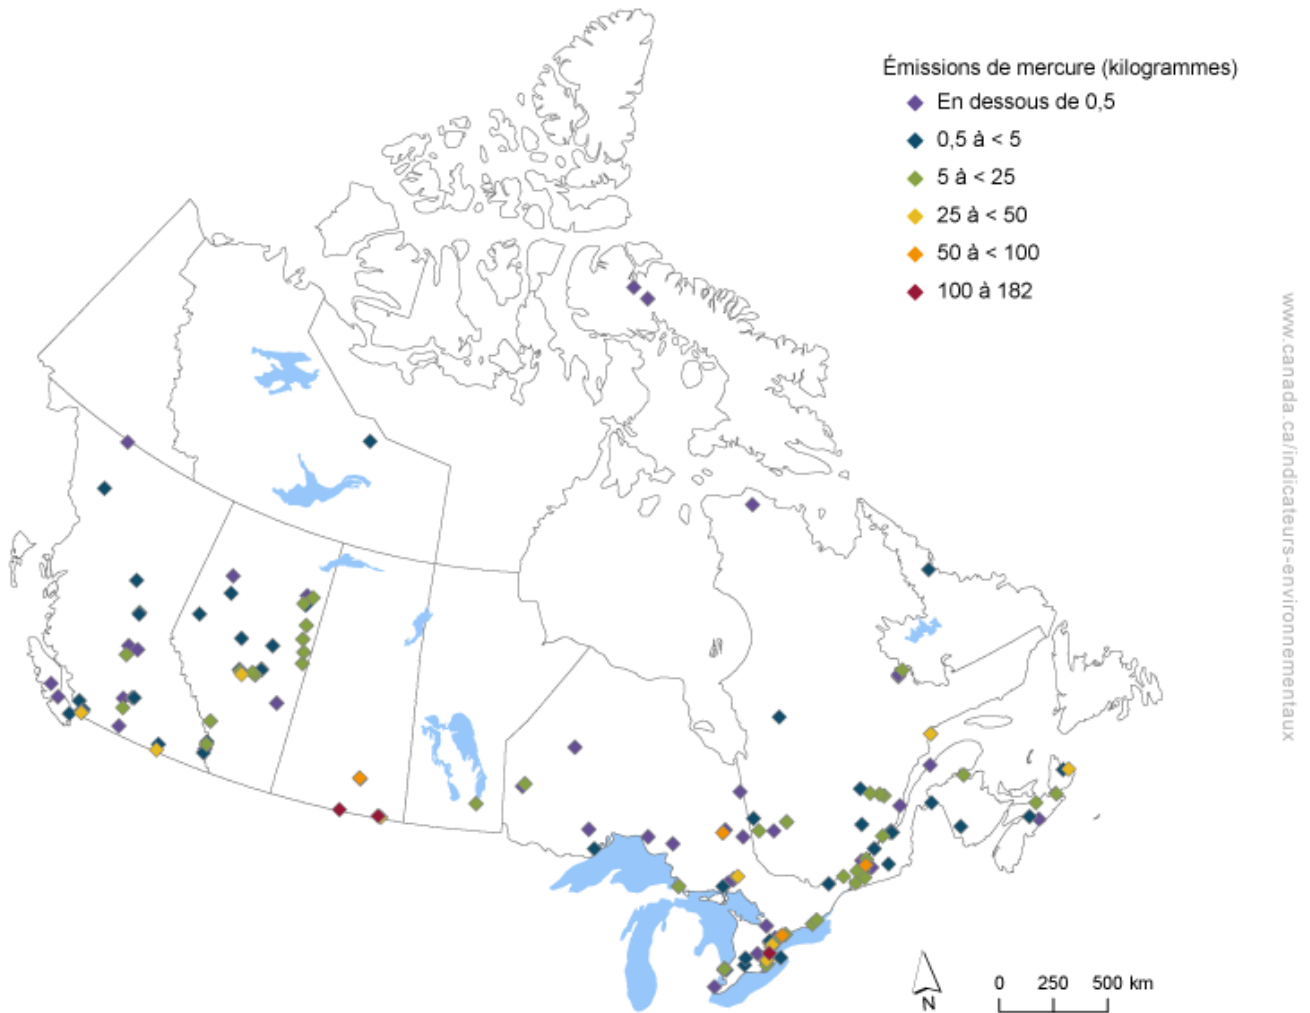 Émissions de mercure (kilogrammes)
En dessous de 0,5
0,5 à < 5
5 à < 25
25 à < 50
50 à < 100
100 à 182
www.canada.ca/indicateurs-environnementaux
N
0 250 500 km